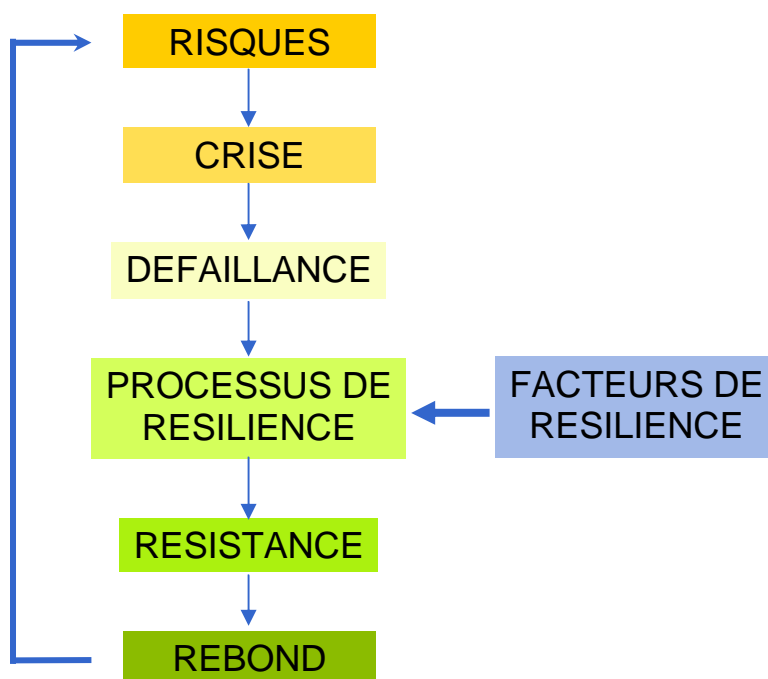 RISQUES
CRISE
DEFAILLANCE
PROCESSUS DE
RESILIENCE
FACTEURS DE
RESILIENCE
RESISTANCE
REBOND